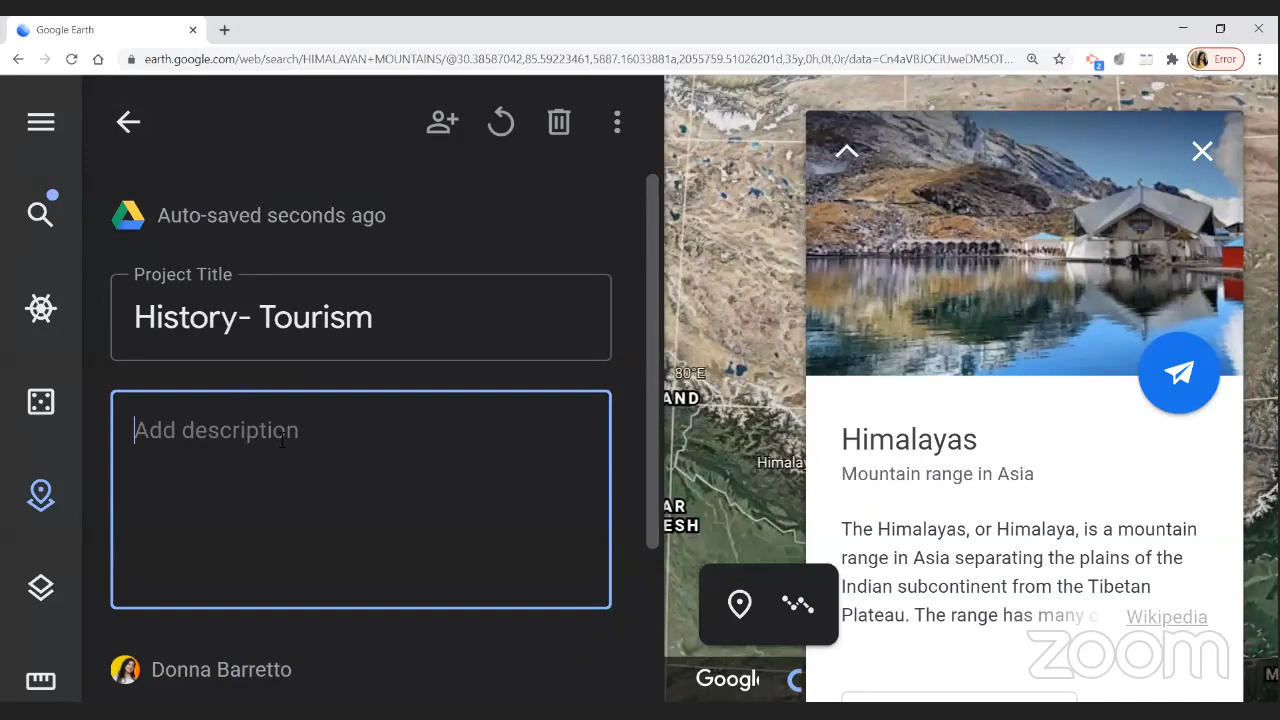 Google Earth
earth.google.com/web/search/HIMALAYAN+MOUNTAINS/@30.38587042,85.59223461,5887.16033881a,2055759.51026201d,35y,0h,0t,0r/data=Cn4aVBJOCiUweDM5OT...
2
Error
Auto-saved seconds ago
Project Title
History- Tourism
Add description
Donna Barretto
80°E
AND
Himala
AR
ESH
Google
Himalayas
Mountain range in Asia
The Himalayas, or Himalaya, is a mountain
range in Asia separating the plains of the
Indian subcontinent from the Tibetan
Plateau. The range has many
Wikipedia
zoom